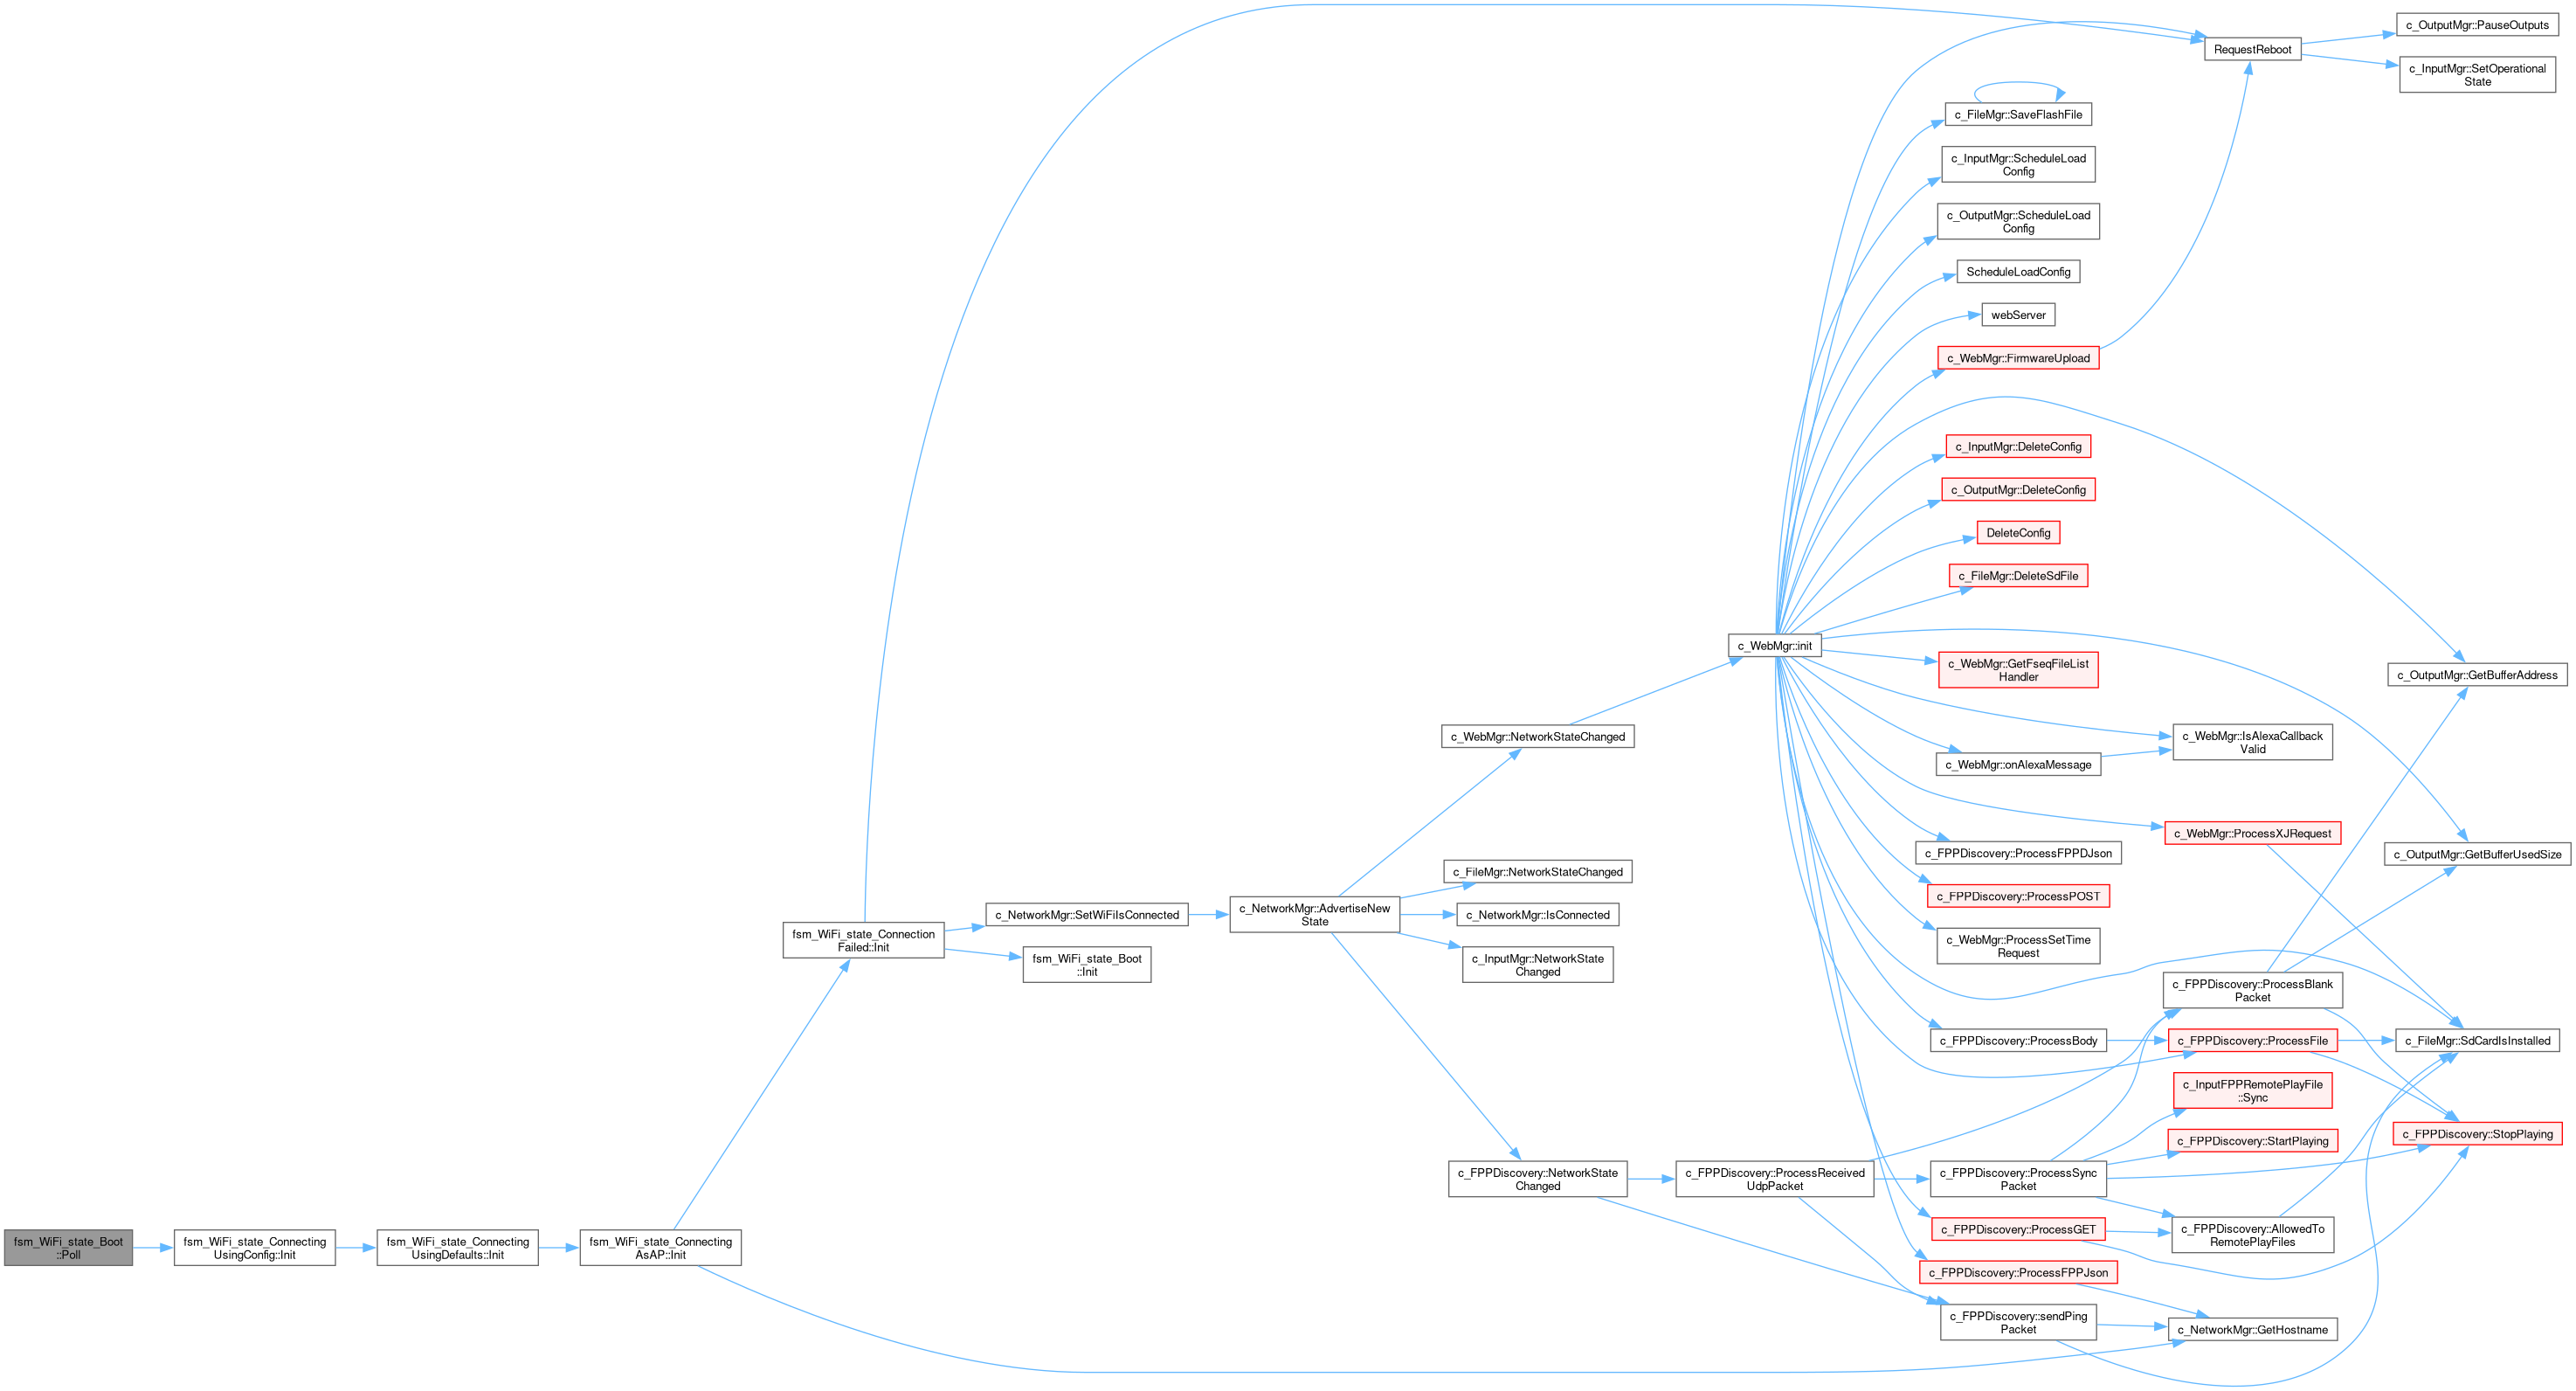 fsm_WiFi_state_Boot
::Poll
fsm_WiFi_state_Connecting
UsingConfig::Init
fsm_WiFi_state_Connecting
UsingDefaults::Init
fsm_WiFi_state_Connecting
AsAP::Init
fsm_WiFi_state_Connection
Failed::Init
c_NetworkMgr::SetWiFiIsConnected
fsm_WiFi_state_Boot
::Init
c_NetworkMgr::AdvertiseNew
State
c_WebMgr::NetworkStateChanged
c_FileMgr::NetworkStateChanged
c_NetworkMgr::IsConnected
c_InputMgr::NetworkState
Changed
c_FPPDiscovery::NetworkState
Changed
c_WebMgr::init
c_FPPDiscovery::ProcessReceived
UdpPacket
c_FileMgr::SaveFlashFile
c_InputMgr::ScheduleLoad
Config
c_OutputMgr::ScheduleLoad
Config
ScheduleLoadConfig
webServer
c_WebMgr::FirmwareUpload
c_InputMgr::DeleteConfig
c_OutputMgr::DeleteConfig
DeleteConfig
c_FileMgr::DeleteSdFile
c_WebMgr::GetFseqFileList
Handler
c_WebMgr::onAlexaMessage
c_FPPDiscovery::ProcessFPPDJson
c_FPPDiscovery::ProcessPOST
c_WebMgr::ProcessSetTime
Request
c_FPPDiscovery::ProcessBody
c_FPPDiscovery::ProcessSync
Packet
c_FPPDiscovery::ProcessGET
c_FPPDiscovery::ProcessFPPJson
c_FPPDiscovery::sendPing
Packet
RequestReboot
c_WebMgr::IsAlexaCallback
Valid
c_WebMgr::ProcessXJRequest
c_FPPDiscovery::ProcessBlank
Packet
c_FPPDiscovery::ProcessFile
c_InputFPPRemotePlayFile
::Sync
c_FPPDiscovery::StartPlaying
c_FPPDiscovery::AllowedTo
RemotePlayFiles
c_NetworkMgr::GetHostname
c_OutputMgr::PauseOutputs
c_InputMgr::SetOperational
State
c_OutputMgr::GetBufferAddress
c_OutputMgr::GetBufferUsedSize
c_FileMgr::SdCardIsInstalled
c_FPPDiscovery::StopPlaying